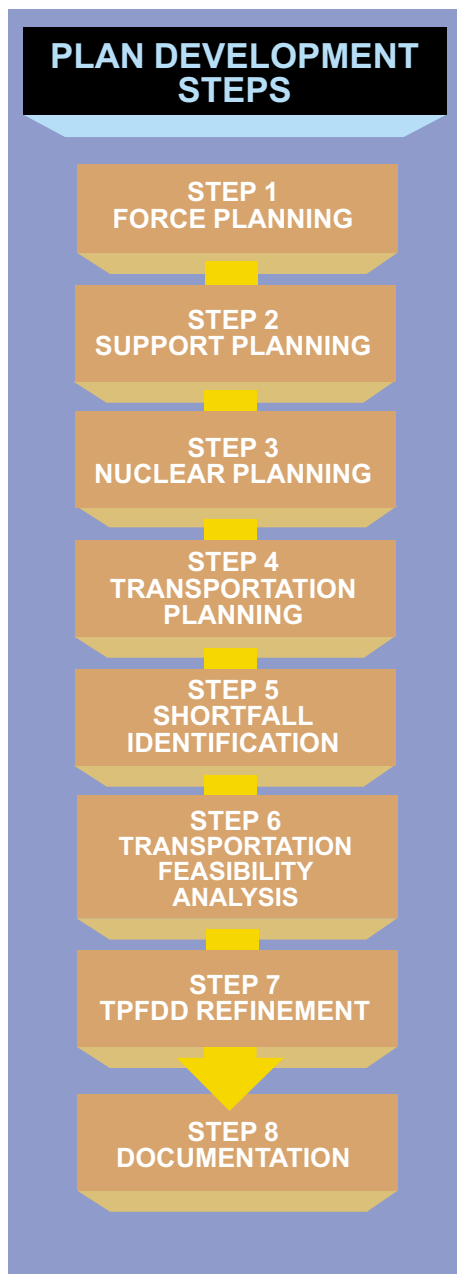 PLAN DEVELOPMENT
STEPS
STEP 1
FORCE PLANNING
STEP 2
SUPPORT PLANNING
STEP 3
NUCLEAR PLANNING
STEP 4
TRANSPORTATION
PLANNING
STEP 5
SHORTFALL
IDENTIFICATION
STEP 6
TRANSPORTATION
FEASIBILITY
ANALYSIS
STEP 7
TPFDD REFINEMENT
STEP 8
DOCUMENTATION